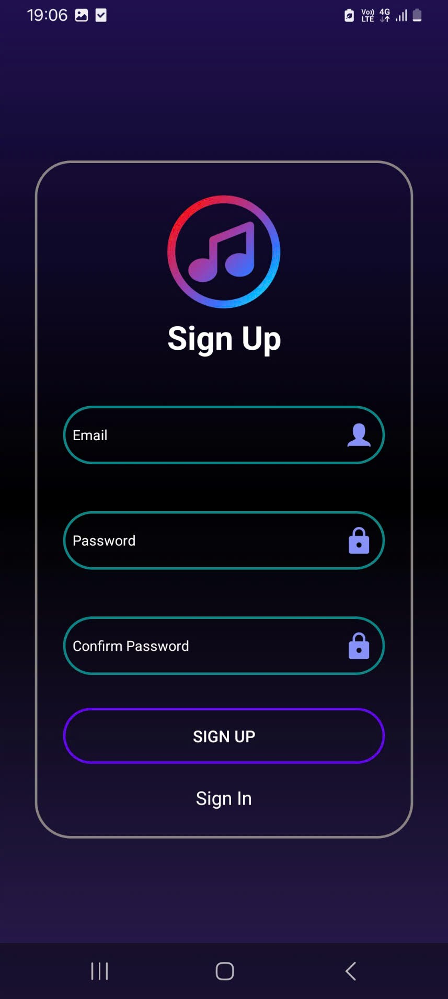 19:06
Vo)) LTE 4G
Sign Up
Email
Password
Confirm Password
SIGN UP
Sign In